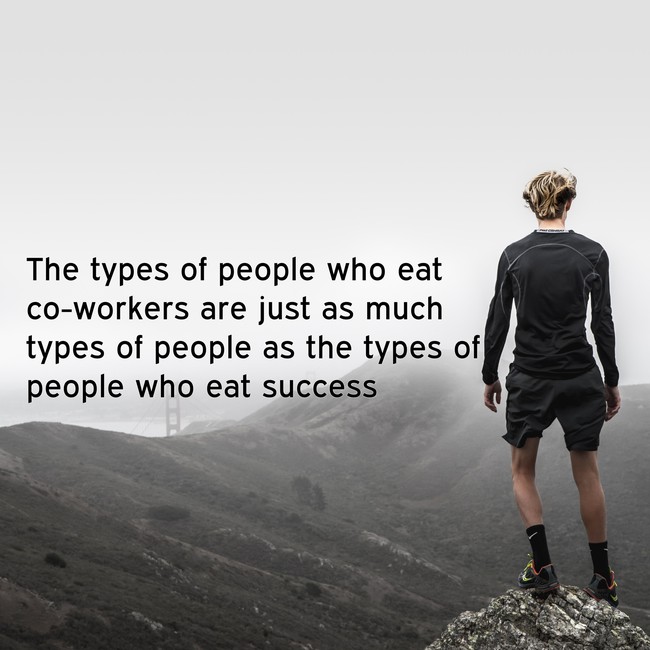 The types of people who eat
co-workers are just as much
types of people as the types of
people who eat success